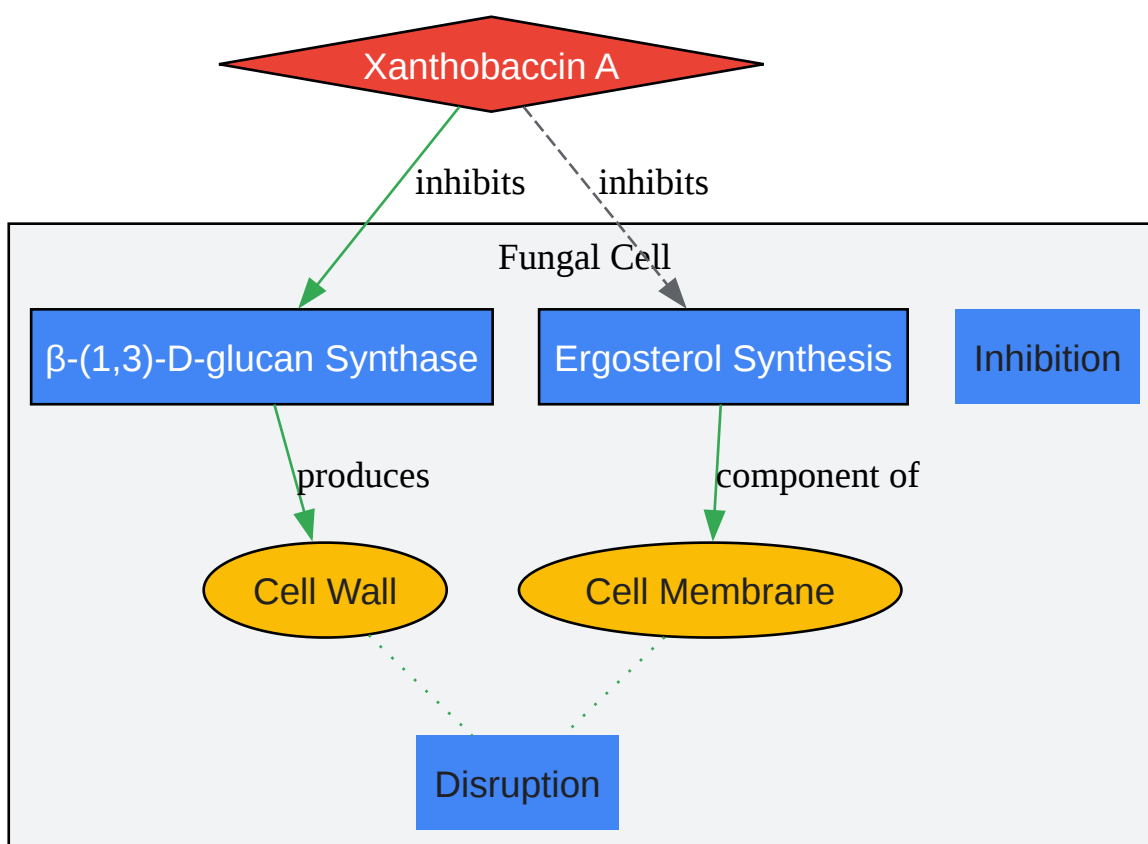 Xanthobaccin A
inhibits
inhibits
Fungal Cell
β-(1,3)-D-glucan Synthase
Ergosterol Synthesis
Inhibition
produces
component of
Cell Wall
Cell Membrane
Disruption